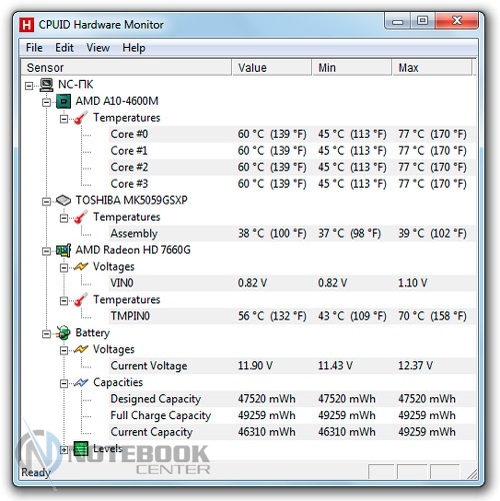 CPUID Hardware Monitor
File Edit View Help
Sensor Value Min Max
NC-ПК
AMD A10-4600M
Temperatures
Core #0 60 °C (139 °F) 45 °C (113 °F) 77 °C (170 °F)
Core #1 60 °C (139 °F) 45 °C (113 °F) 77 °C (170 °F)
Core #2 60 °C (139 °F) 45 °C (113 °F) 77 °C (170 °F)
Core #3 60 °C (139 °F) 45 °C (113 °F) 77 °C (170 °F)
TOSHIBA MK5059GSXP
Temperatures
Assembly 38 °C (100 °F) 37 °C (98 °F) 39 °C (102 °F)
AMD Radeon HD 7660G
Voltages
VIN0 0.82 V 0.82 V 1.10 V
Temperatures
TMPIN0 56 °C (132 °F) 43 °C (109 °F) 70 °C (158 °F)
Battery
Voltages
Current Voltage 11.90 V 11.43 V 12.37 V
Capacities
Designed Capacity 47520 mWh 47520 mWh 47520 mWh
Full Charge Capacity 49259 mWh 49259 mWh 49259 mWh
Current Capacity 46310 mWh 46310 mWh 49259 mWh
Levels
NOTEBOOK
CENTER
Ready